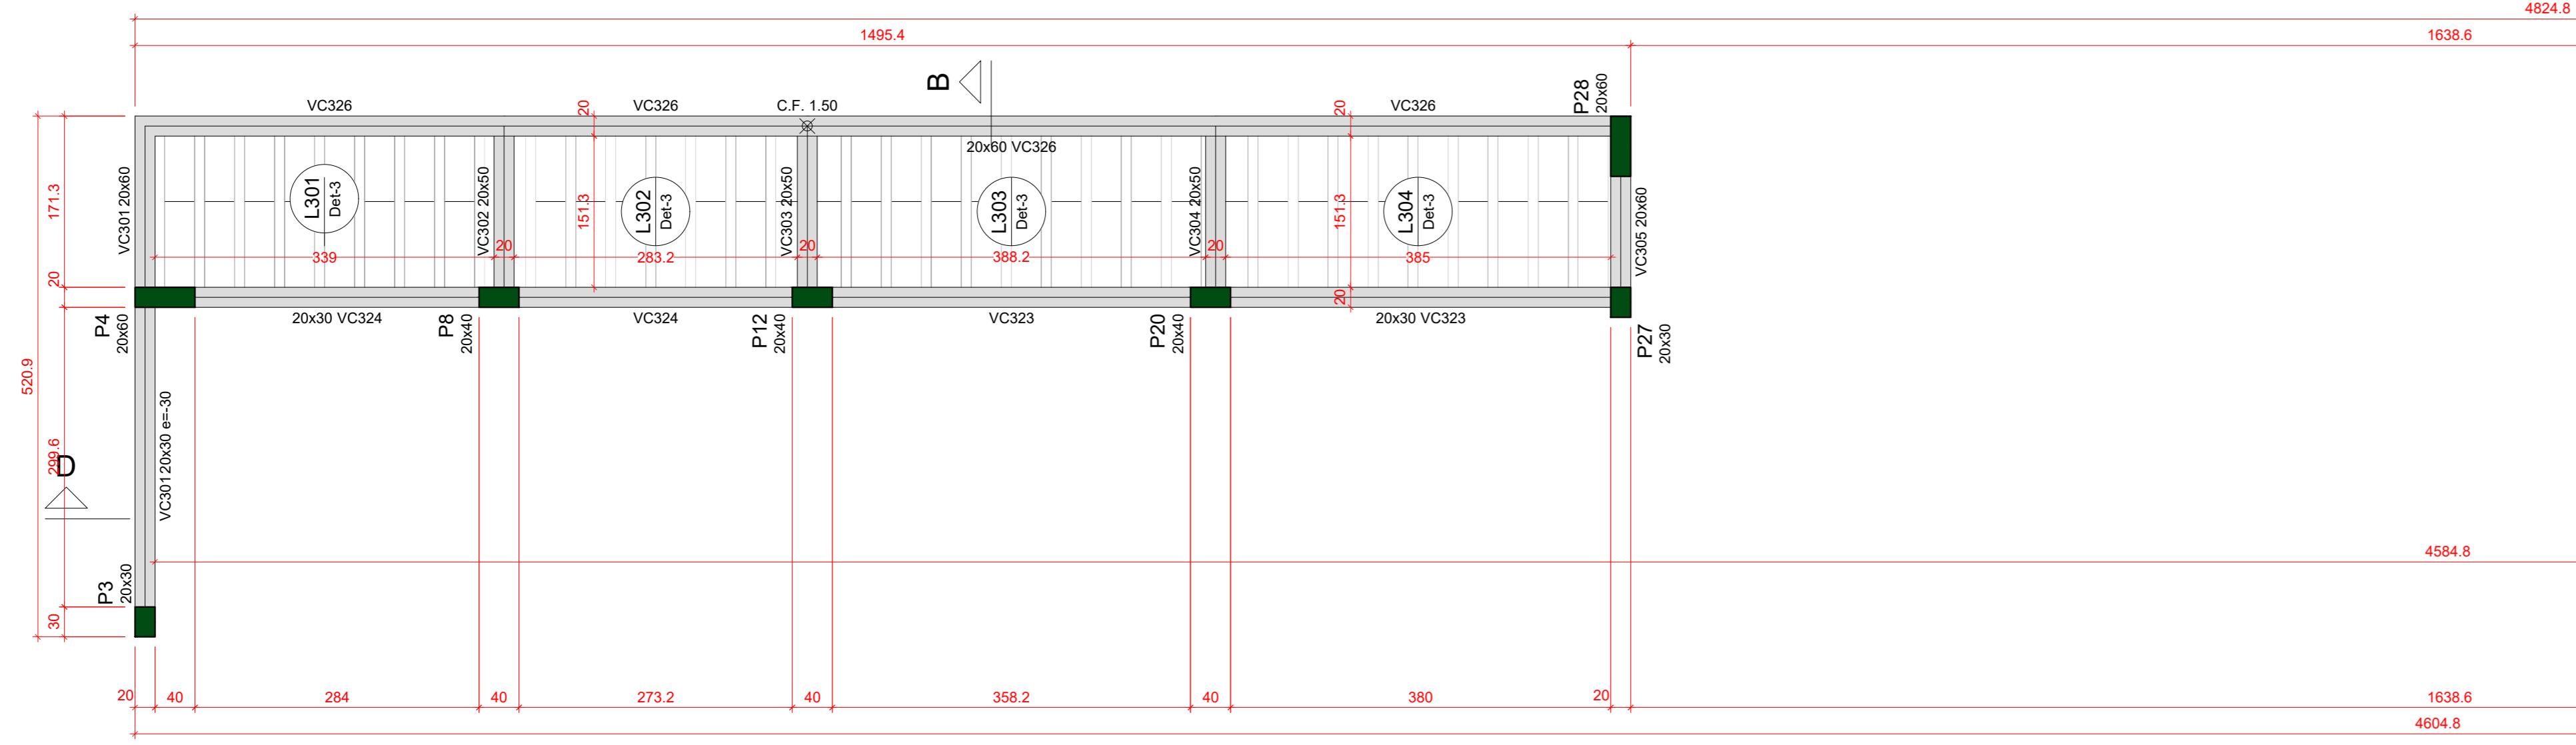 4824.8
1495.4
1638.6
B
P28
20x60
VC326
20
VC326
C.F. 1.50
20
VC326
20x60 VC326
171.3
VC301 20x60
L301
Det-3
VC302 20x50
151.3
L302
Det-3
VC303 20x50
L303
Det-3
VC304 20x50
151.3
L304
Det-3
VC305 20x60
20
20
20
339
283.2
388.2
385
20
20
P4
20x60
20x30 VC324
P8
20x40
VC324
P12
20x40
VC323
P20
20x40
20x30 VC323
P27
20x30
520.9
299.6
D
VC301 20x30 e=-30
4584.8
P3
20x30
30
20
40
284
40
273.2
40
358.2
40
380
20
1638.6
4604.8